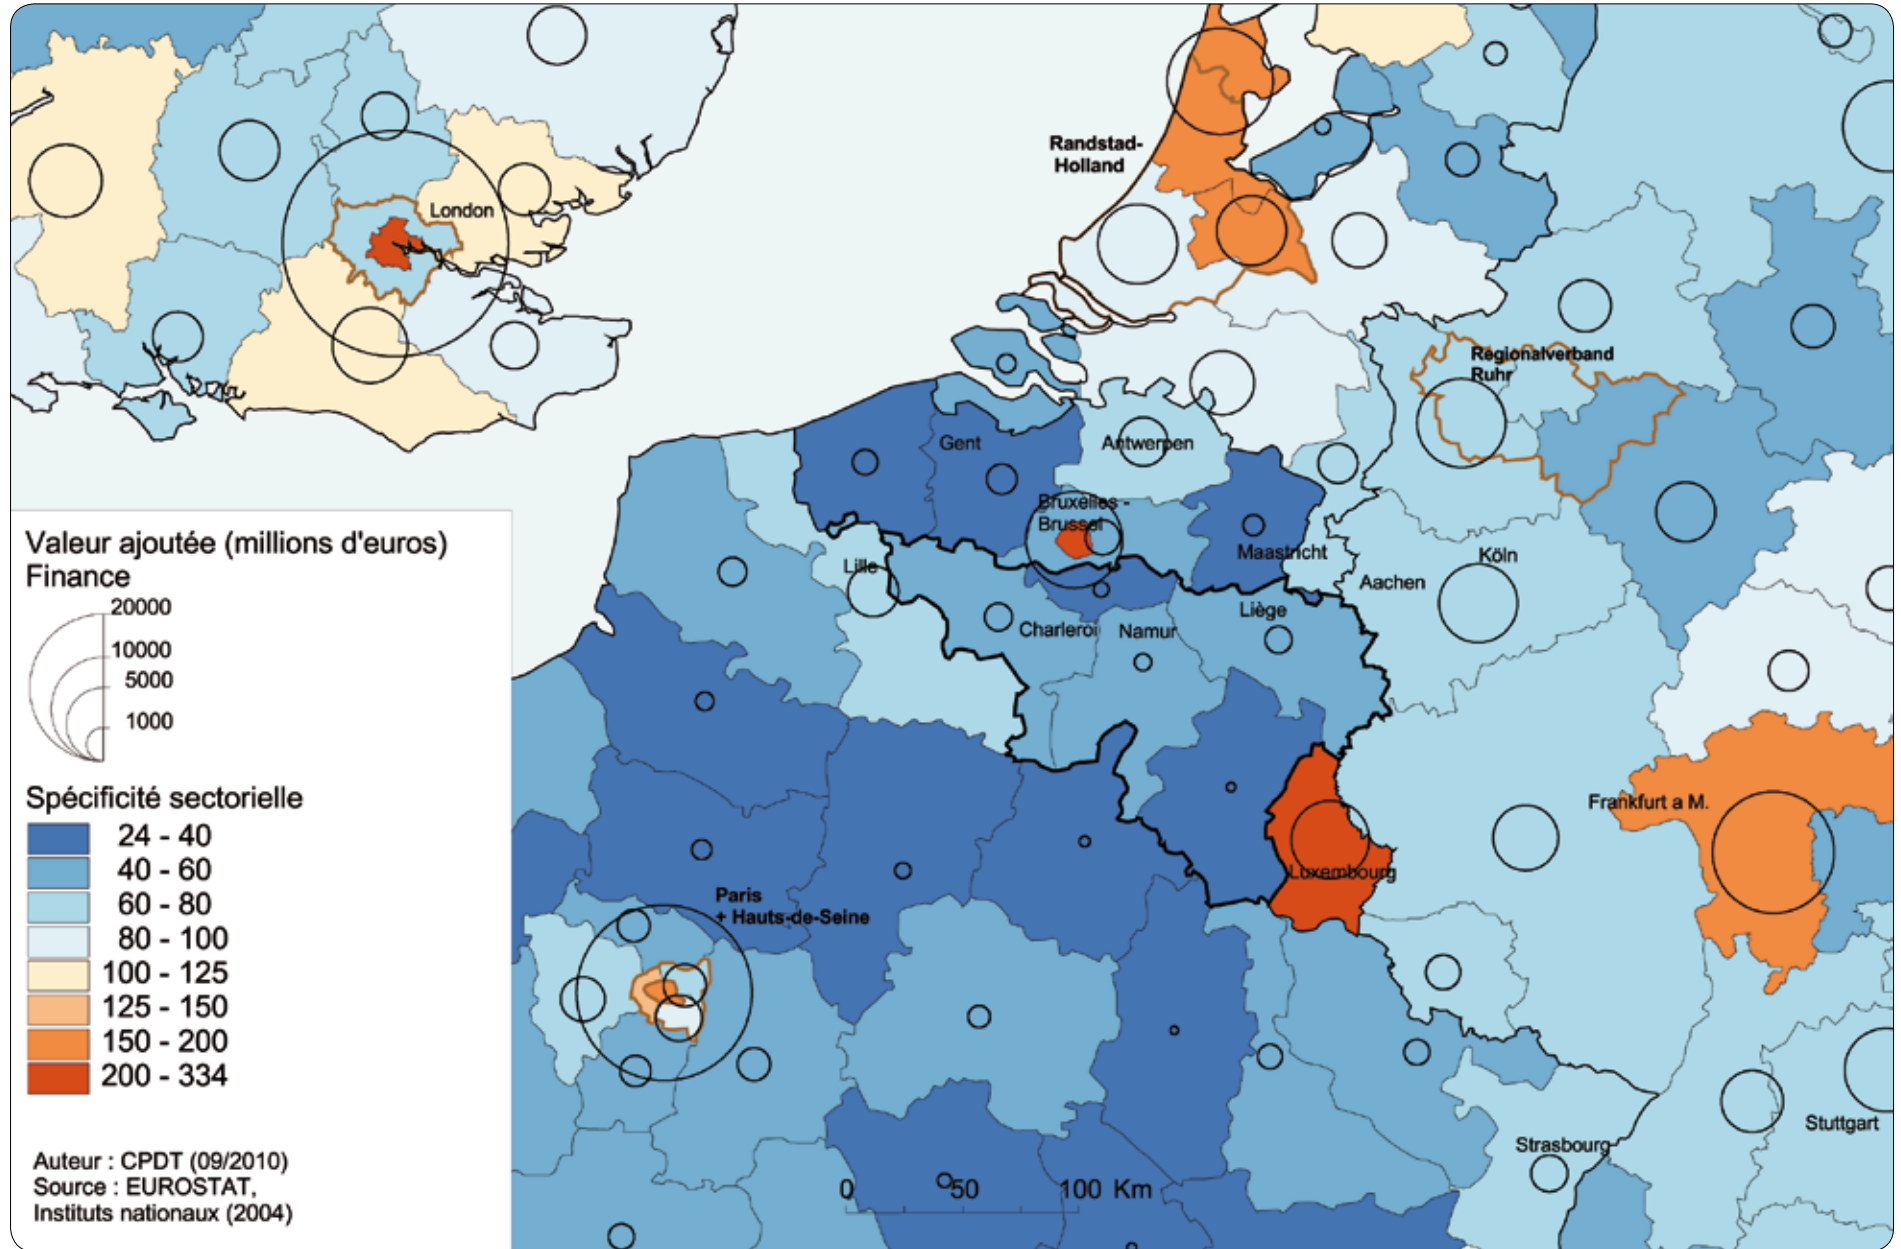 Randstad-
Holland
London
Regionalverband
Ruhr
Gent
Antwerpen
Bruxelles -
Brussel
Maastricht
Köln
Lille
Aachen
Liège
Charleroi
Namur
Frankfurt a M.
Luxembourg
Paris
+ Hauts-de-Seine
Stuttgart
Strasbourg
0 50 100 Km
Valeur ajoutée (millions d'euros)
Finance
20000
10000
5000
1000
Spécificité sectorielle
24 - 40
40 - 60
60 - 80
80 - 100
100 - 125
125 - 150
150 - 200
200 - 334
Auteur : CPDT (09/2010)
Source : EUROSTAT,
Instituts nationaux (2004)